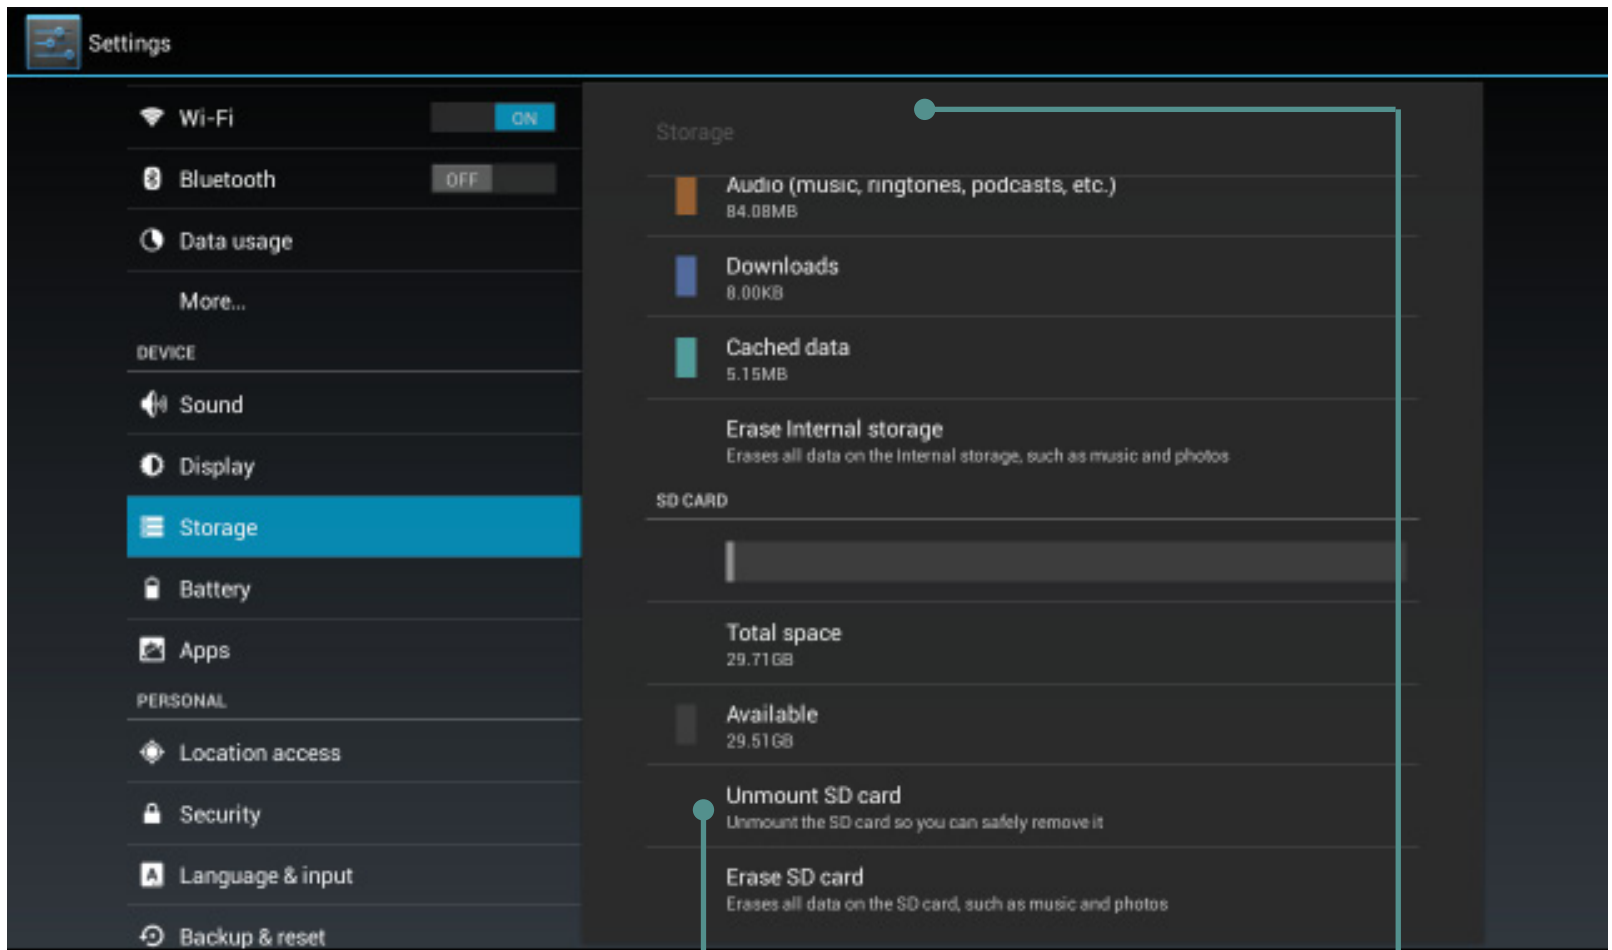 Settings
Wi-Fi
ON
Bluetooth
OFF
Data usage
More...
DEVICE
Sound
Display
Storage
Battery
Apps
PERSONAL
Location access
Security
A
Language & input
Backup & reset
Storage
Audio (music, ringtones, podcasts, etc.)
84.08MB
Downloads
8.00KB
Cached data
5.15MB
Erase Internal storage
Erases all data on the Internal storage, such as music and photos
SD CARD
Total space
29.71GB
Available
29.51GB
Unmount SD card
Unmount the SD card so you can safely remove it
Erase SD card
Erases all data on the SD card, such as music and photos